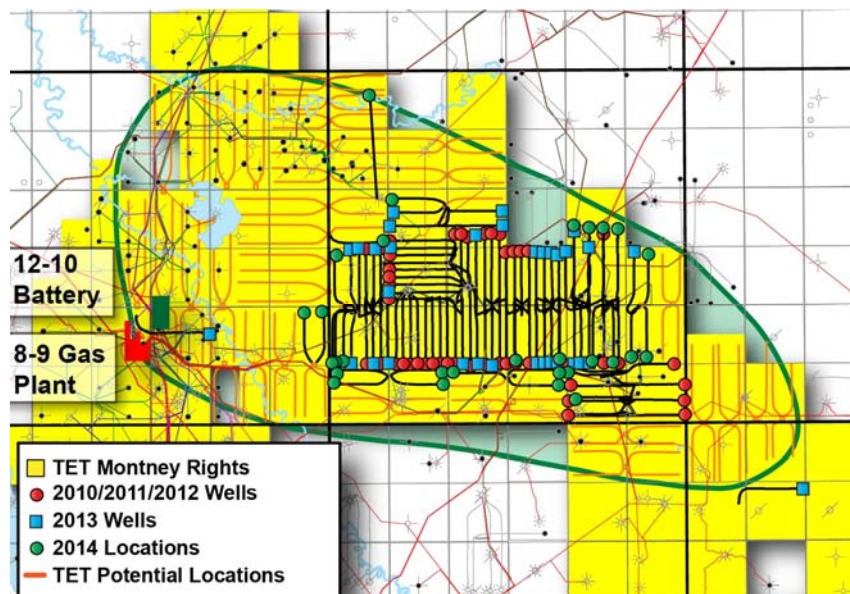 12-10
Battery
8-9 Gas
Plant
TET Montney Rights
2010/2011/2012 Wells
2013 Wells
2014 Locations
TET Potential Locations